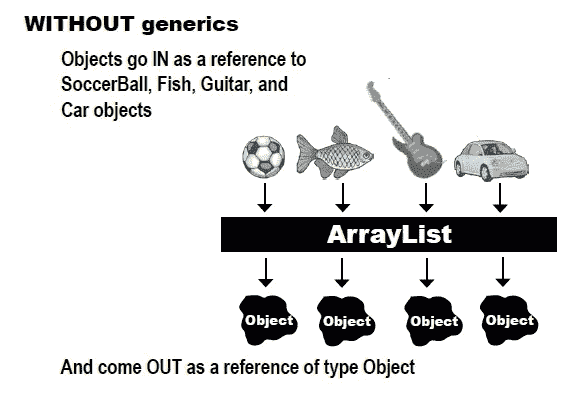 WITHOUT generics
Objects go IN as a reference to
SoccerBall, Fish, Guitar, and
Car objects
ArrayList
Object Object Object Object
And come OUT as a reference of type Object